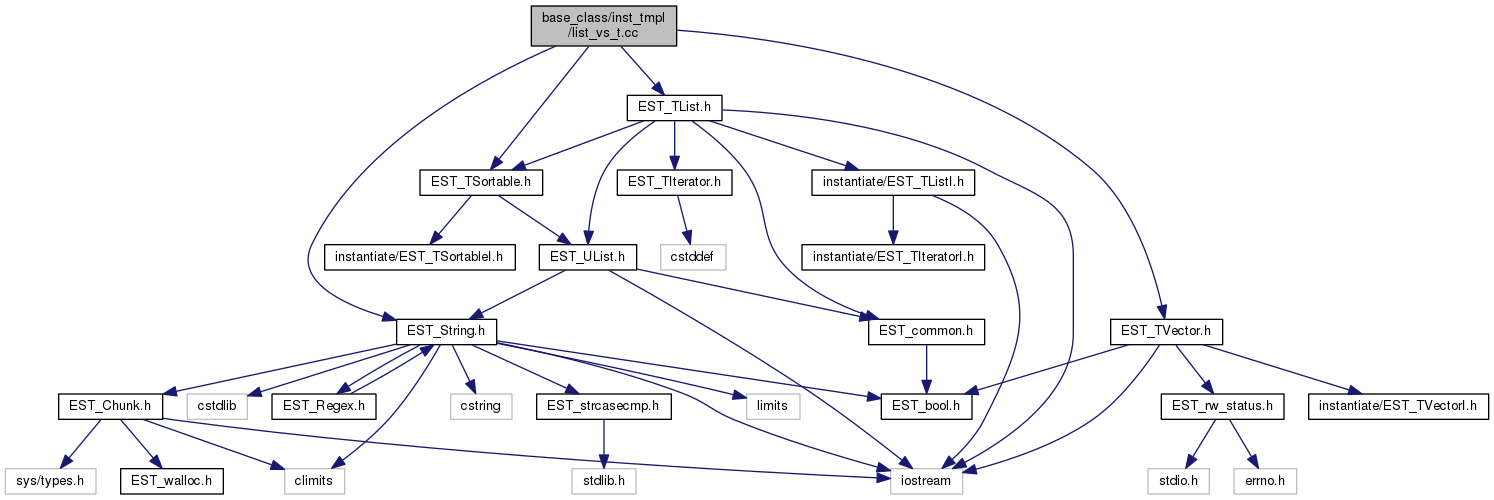 base_class/inst_tmpl
/list_vs_t.cc
EST_TList.h
EST_TSortable.h
EST_TIterator.h
instantiate/EST_TListI.h
instantiate/EST_TSortableI.h
EST_UList.h
cstddef
instantiate/EST_TIteratorI.h
EST_String.h
EST_common.h
EST_TVector.h
EST_Chunk.h
cstdlib
EST_Regex.h
cstring
EST_strcasecmp.h
limits
EST_bool.h
EST_rw_status.h
instantiate/EST_TVectorI.h
sys/types.h
EST_walloc.h
climits
stdlib.h
iostream
stdio.h
errno.h